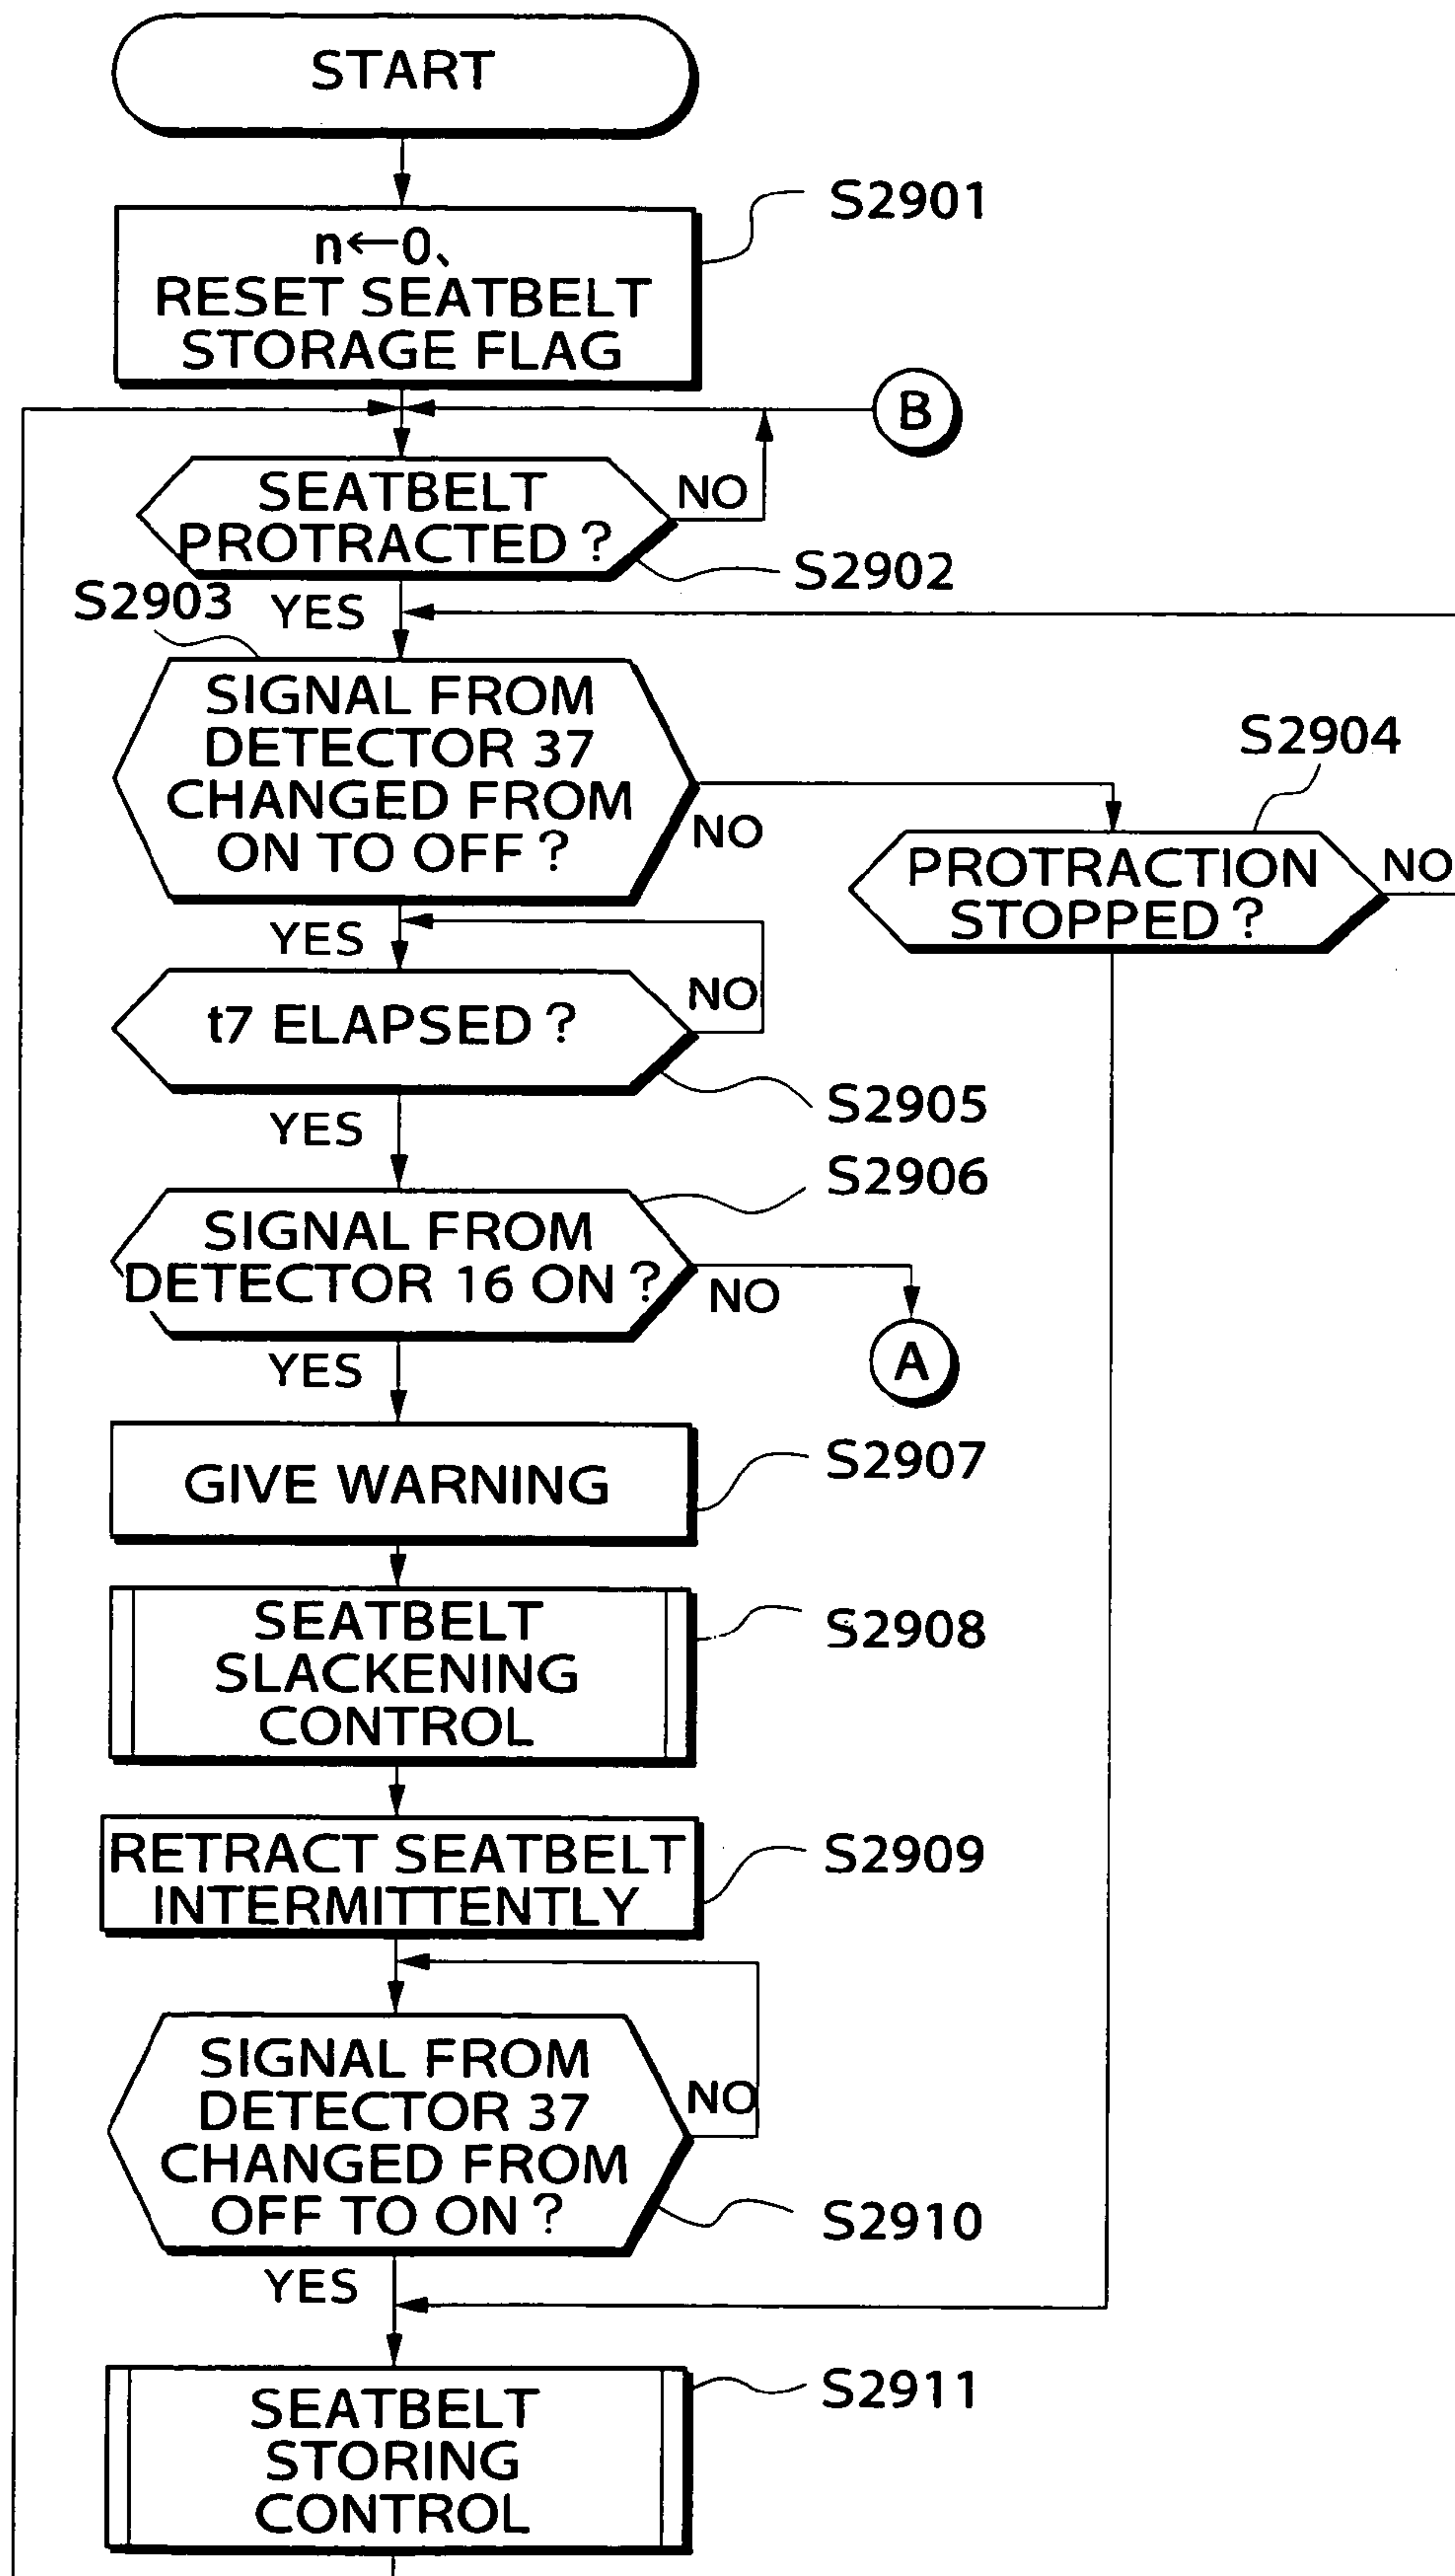 START
S2901
n←0、
RESET SEATBELT
STORAGE FLAG
B
SEATBELT
PROTRACTED ?
NO
S2902
S2903
YES
SIGNAL FROM
DETECTOR 37
CHANGED FROM
ON TO OFF ?
NO
S2904
PROTRACTION
STOPPED ?
NO
YES
t7 ELAPSED ?
NO
S2905
YES
S2906
SIGNAL FROM
DETECTOR 16 ON ?
NO
A
YES
GIVE WARNING
S2907
SEATBELT
SLACKENING
CONTROL
S2908
RETRACT SEATBELT
INTERMITTENTLY
S2909
SIGNAL FROM
DETECTOR 37
CHANGED FROM
OFF TO ON ?
NO
S2910
YES
SEATBELT
STORING
CONTROL
S2911